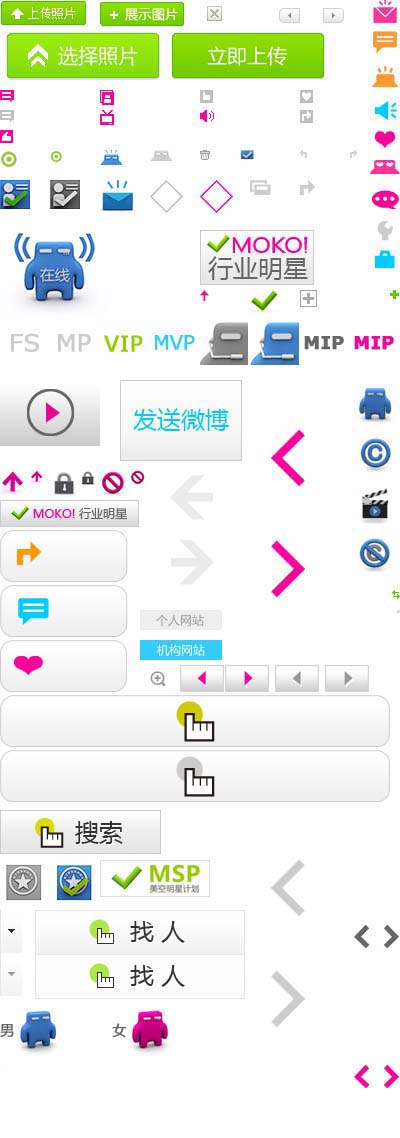 上传照片
展示图片
选择照片
立即上传
在线
MOKO!
行业明星
FS
MP
VIP
MVP
MIP
MIP
发送微博
MOKO! 行业明星
个人网站
机构网站
搜索
MSP
美空明星计划
找人
找人
男
女